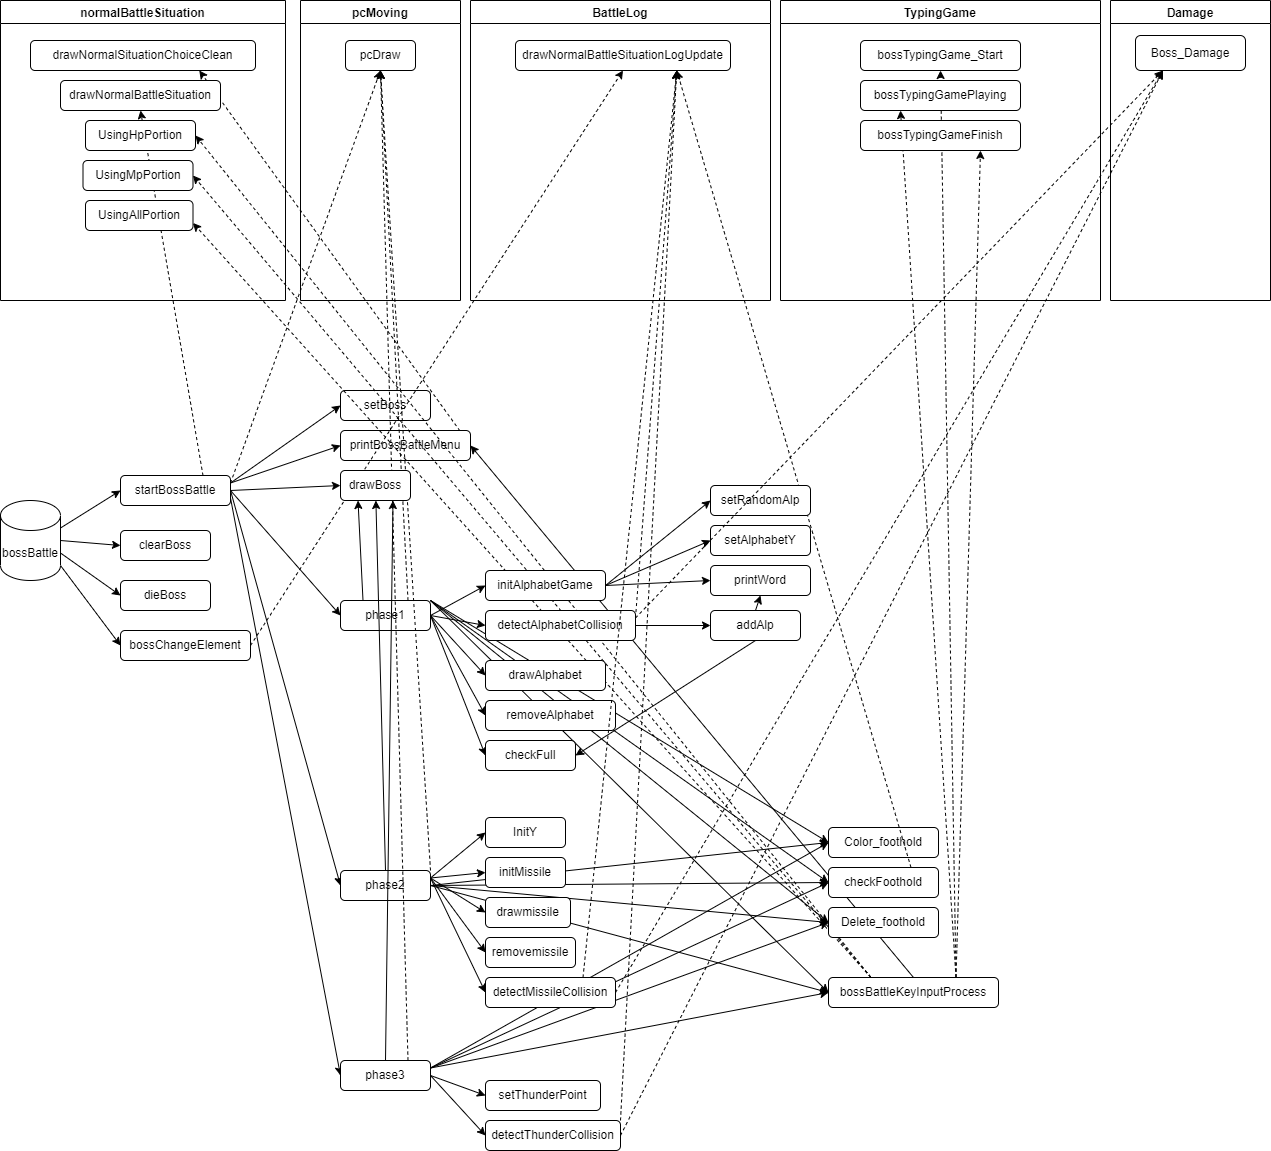 normalBattleSituation
pcMoving
BattleLog
TypingGame
Damage
drawNormalSituationChoiceClean
pcDraw
drawNormalBattleSituationLogUpdate
bossTypingGame_Start
Boss_Damage
drawNormalBattleSituation
bossTypingGamePlaying
UsingHpPortion
bossTypingGameFinish
UsingMpPortion
UsingAllPortion
setBoss
printBossBattleMenu
drawBoss
startBossBattle
setRandomAlp
bossBattle
clearBoss
setAlphabetY
dieBoss
initAlphabetGame
printWord
phase1
detectAlphabetCollision
addAlp
bossChangeElement
drawAlphabet
removeAlphabet
checkFull
InitY
Color_foothold
initMissile
phase2
checkFoothold
drawmissile
Delete_foothold
removemissile
detectMissileCollision
bossBattleKeyInputProcess
phase3
setThunderPoint
detectThunderCollision